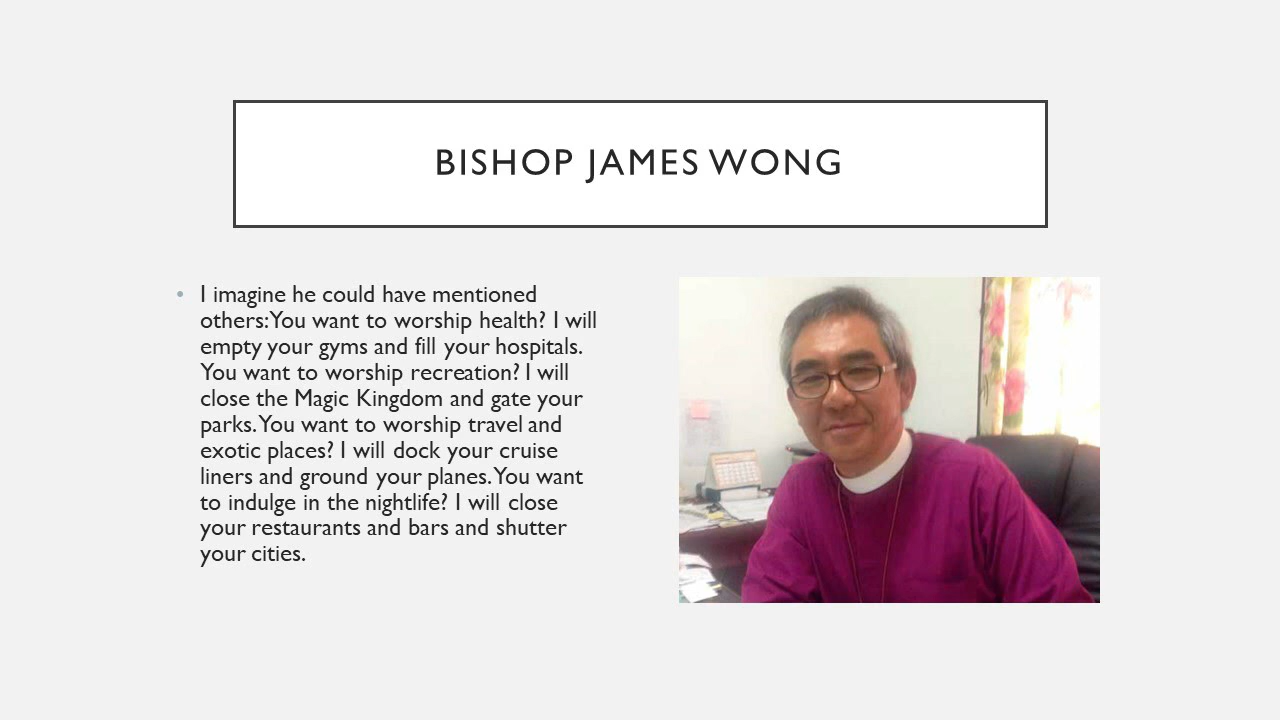 BISHOP JAMES WONG
• I imagine he could have mentioned
others: You want to worship health? I will
empty your gyms and fill your hospitals.
You want to worship recreation? I will
close the Magic Kingdom and gate your
parks. You want to worship travel and
exotic places? I will dock your cruise
liners and ground your planes. You want
to indulge in the nightlife? I will close
your restaurants and bars and shutter
your cities.